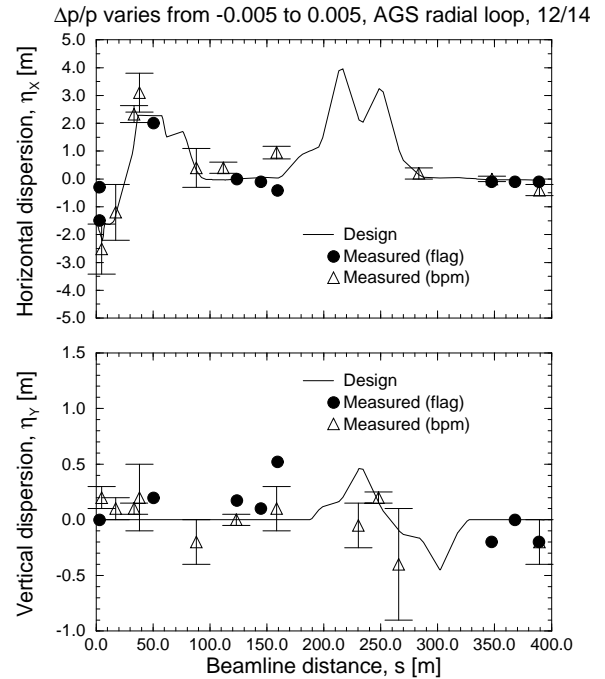 Δp/p varies from -0.005 to 0.005, AGS radial loop, 12/14
Horizontal dispersion, ηX [m]
5.0
4.0
3.0
2.0
1.0
0.0
-1.0
-2.0
-3.0
-4.0
-5.0
Design
Measured (flag)
Measured (bpm)
Vertical dispersion, ηY [m]
1.5
1.0
0.5
0.0
-0.5
-1.0
Design
Measured (flag)
Measured (bpm)
0.0 50.0 100.0 150.0 200.0 250.0 300.0 350.0 400.0
Beamline distance, s [m]